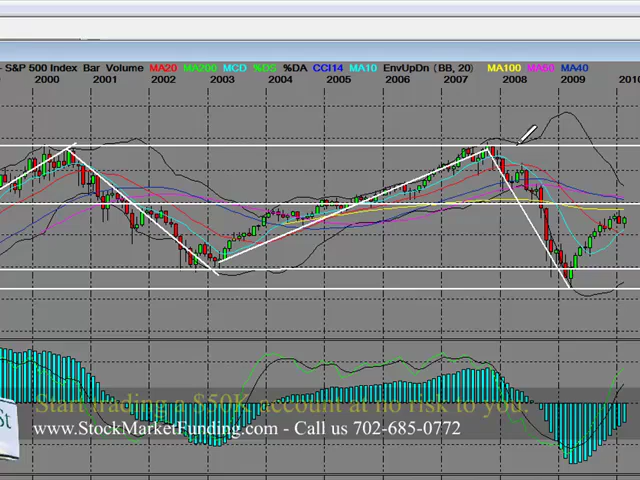 - S&P 500 Index Bar Volume MA20 MA200 MCD %DS %DA CCI14 MA10 EnvUpDn (BB, 20) MA100 MA50 MA40
2000 2001 2002 2003 2004 2005 2006 2007 2008 2009 2010
Start trading a $50K account at no risk to you.
St
www.StockMarketFunding.com - Call us 702-685-0772